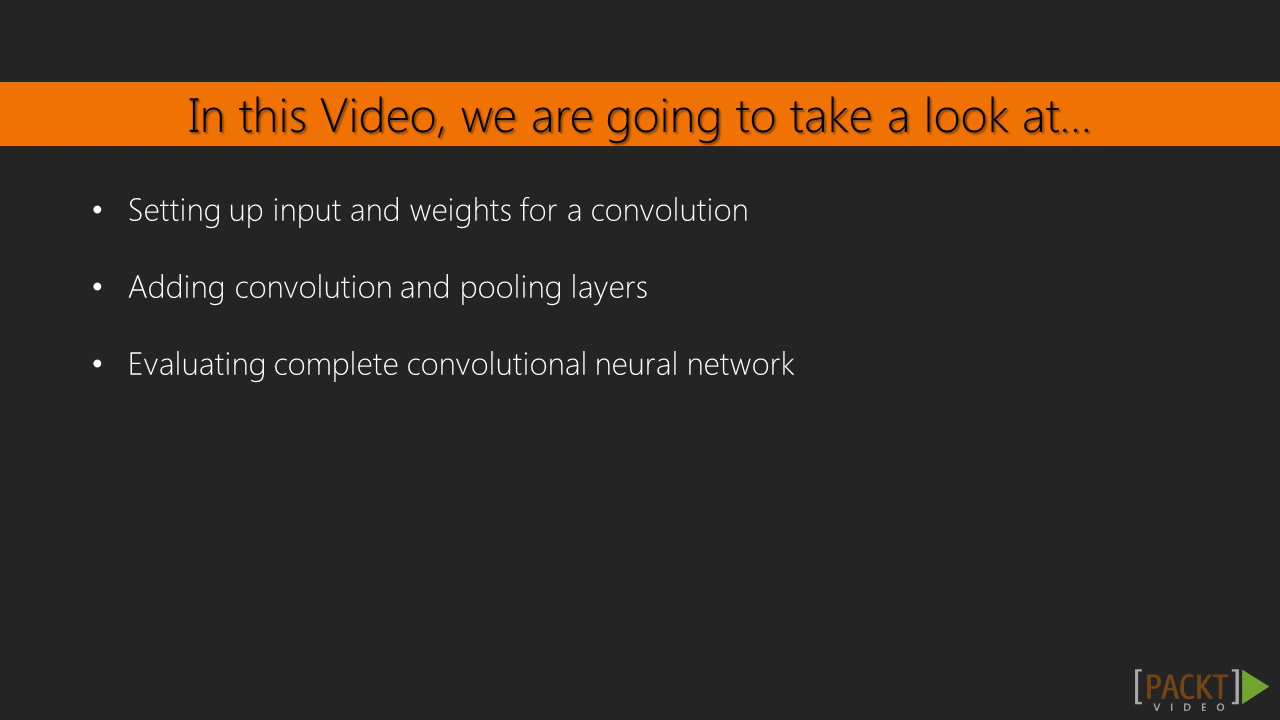 In this Video, we are going to take a look at...
• Setting up input and weights for a convolution
• Adding convolution and pooling layers
• Evaluating complete convolutional neural network
[PACKT]
VIDEO